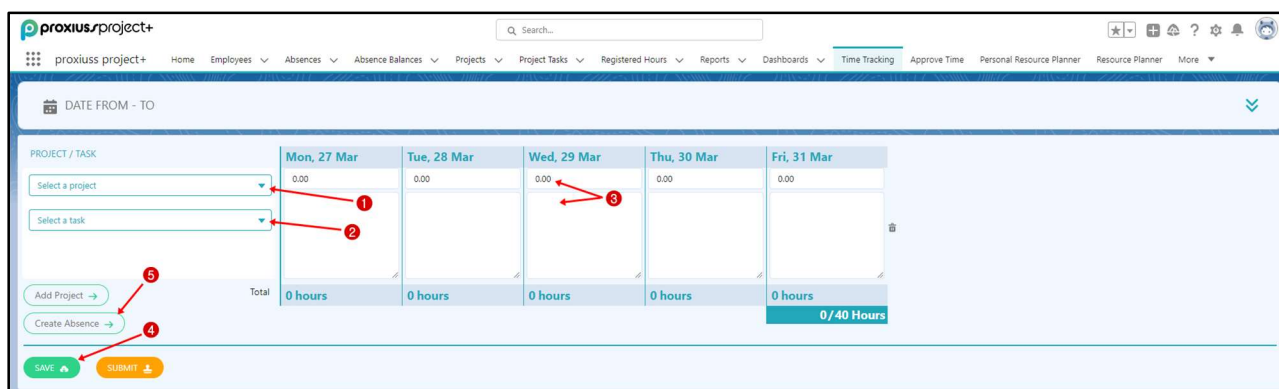 proxius project+
Search...
proxiuss project+ Home Employees Absences Absence Balances Projects Project Tasks Registered Hours Reports Dashboards Time Tracking Approve Time Personal Resource Planner Resource Planner More
DATE FROM - TO
PROJECT / TASK Mon, 27 Mar Tue, 28 Mar Wed, 29 Mar Thu, 30 Mar Fri, 31 Mar
Select a project 0.00 0.00 0.00 0.00 0.00
1
3
Select a task
2
5
Add Project → Total 0 hours 0 hours 0 hours 0 hours 0 hours
Create Absence → 0/40 Hours
4
SAVE SUBMIT